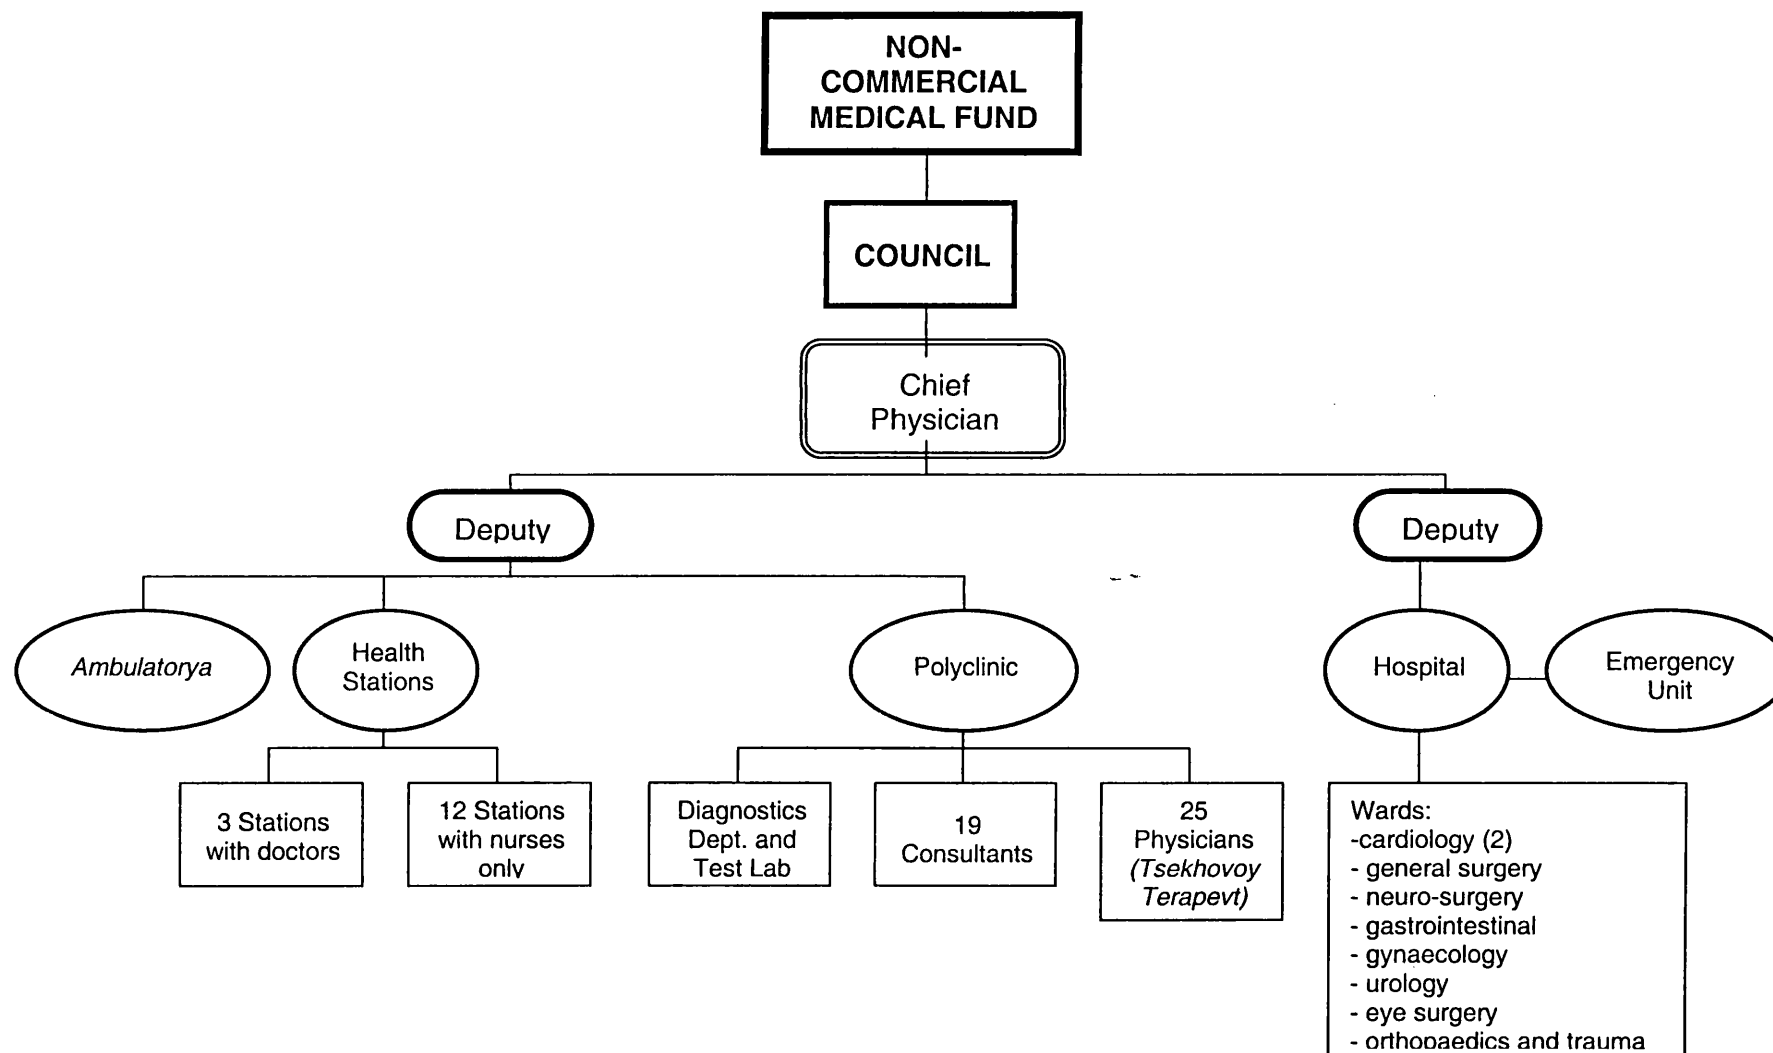 NON-
COMMERCIAL
MEDICAL FUND
COUNCIL
Chief
Physician
Deputy
Deputy
Ambulatorya
Health
Stations
Polyclinic
Hospital
Emergency
Unit
3 Stations
with doctors
12 Stations
with nurses
only
Diagnostics
Dept. and
Test Lab
19
Consultants
25
Physicians
(Tsekhovoy
Terapevt)
Wards:
-cardiology (2)
- general surgery
- neuro-surgery
- gastrointestinal
- gynaecology
- urology
- eye surgery
- orthopaedics and trauma